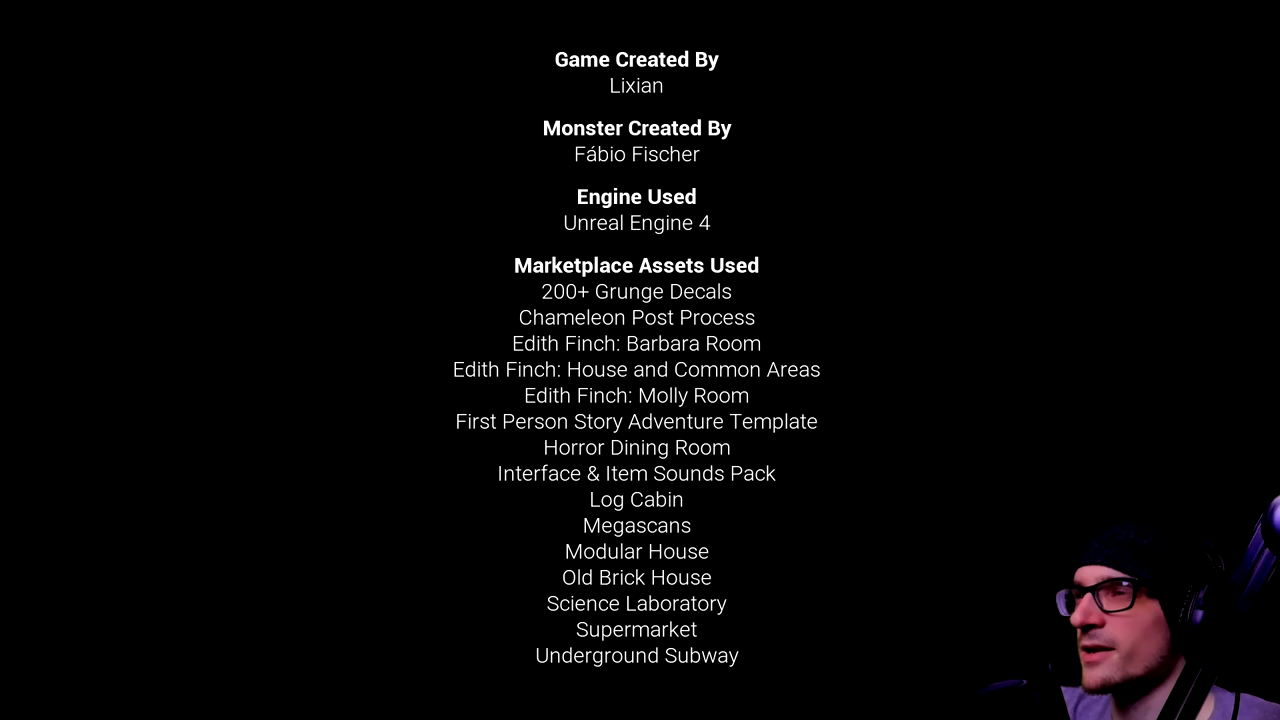 Game Created By
Lixian
Monster Created By
Fábio Fischer
Engine Used
Unreal Engine 4
Marketplace Assets Used
200+ Grunge Decals
Chameleon Post Process
Edith Finch: Barbara Room
Edith Finch: House and Common Areas
Edith Finch: Molly Room
First Person Story Adventure Template
Horror Dining Room
Interface & Item Sounds Pack
Log Cabin
Megascans
Modular House
Old Brick House
Science Laboratory
Supermarket
Underground Subway